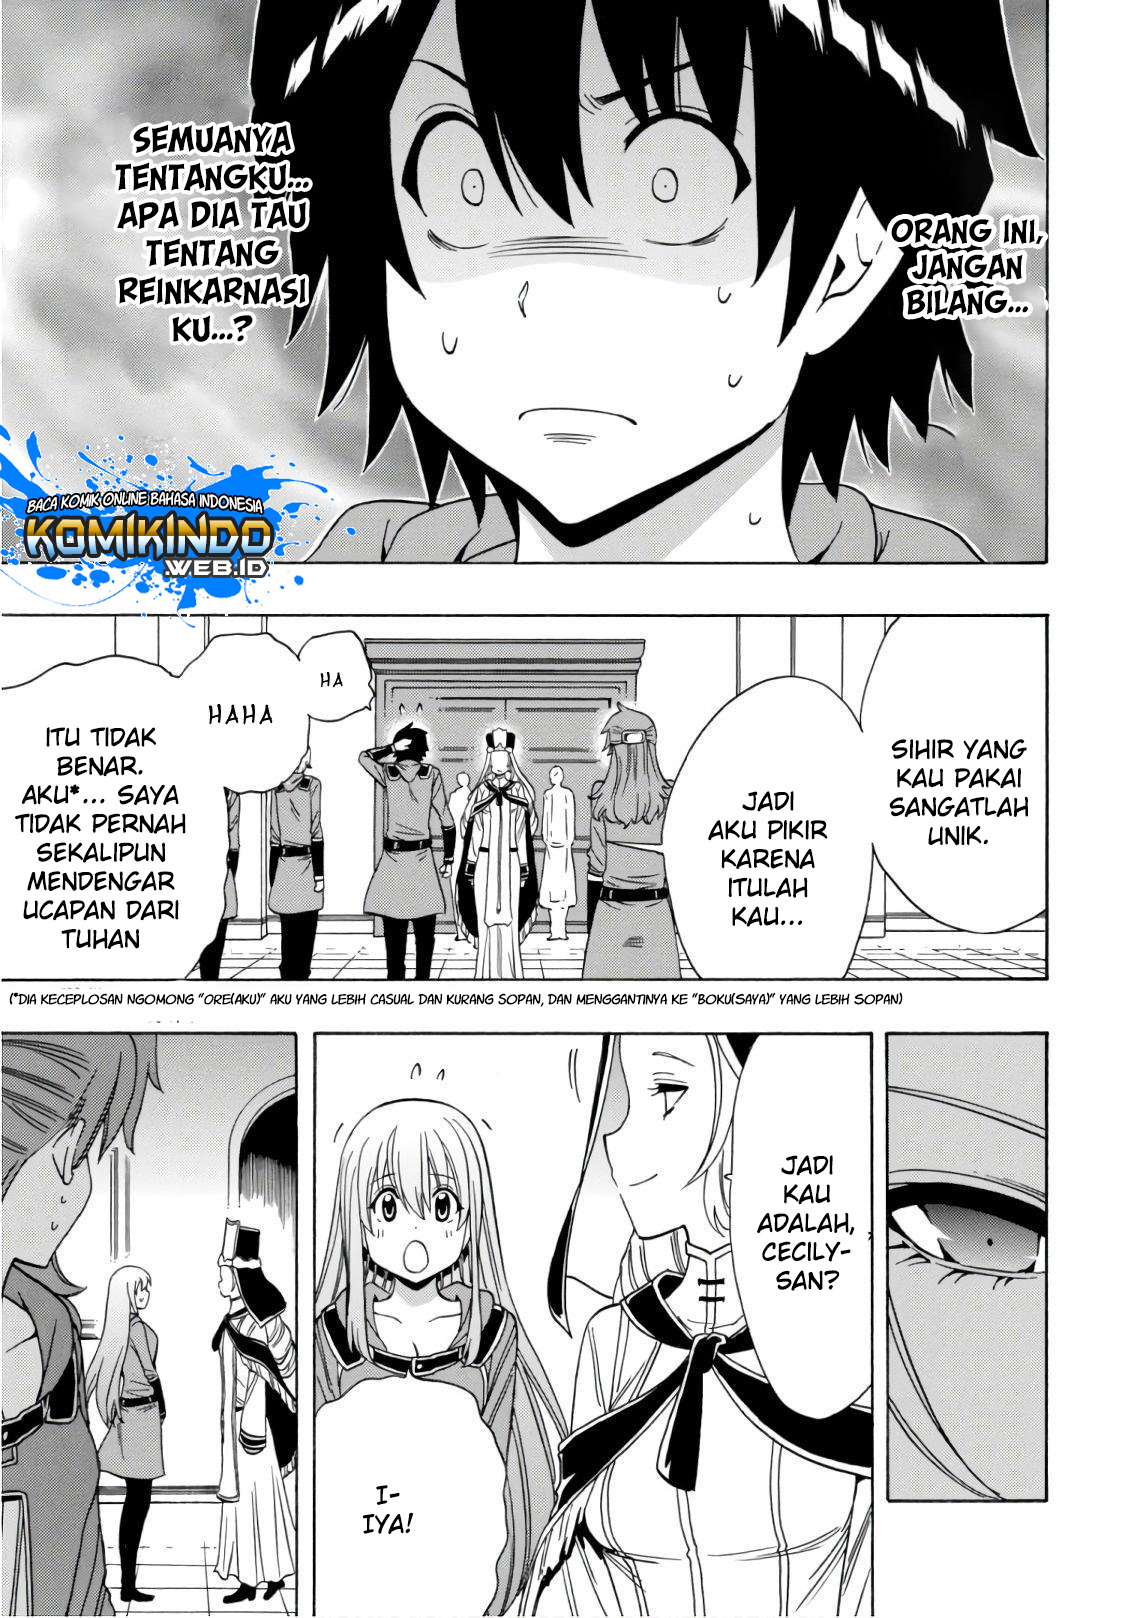 ORANG INI,
JANGAN
BILANG...
SEMUANYA
TENTANGKU...
APA DIA TAU
TENTANG
REINKARNASI
KU...?
BACA KOMIK ONLINE BAHASA INDONESIA
KOMIKINDO
.WEB.ID
SIHIR YANG
KAU PAKAI
SANGATLAH
UNIK.
JADI
AKU PIKIR
KARENA
ITULAH
KAU...
HA
HAHA
ITU TIDAK
BENAR.
AKU*... SAYA
TIDAK PERNAH
SEKALIPUN
MENDENGAR
UCAPAN DARI
TUHAN
(*DIA KECEPLOSAN NGOMONG "ORE(AKU)" AKU YANG LEBIH CASUAL DAN KURANG SOPAN, DAN MENGGANTINYA KE "BOKU(SAYA)" YANG LEBIH SOPAN)
JADI
KAU
ADALAH,
CECILY-
SAN?
I-
IYA!